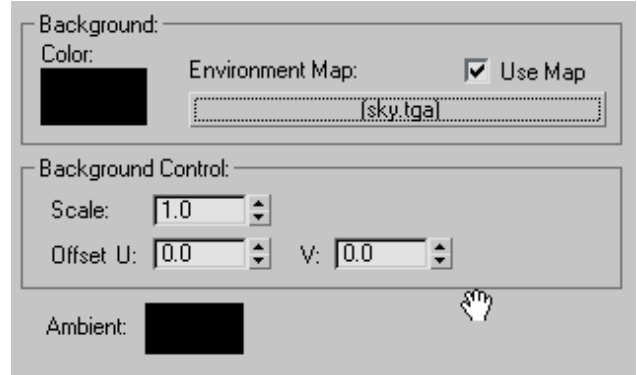 Background:
Color:
Environment Map: Use Map
(sky.tga)
Background Control:
Scale: 1.0
Offset U: 0.0 V: 0.0
Ambient: